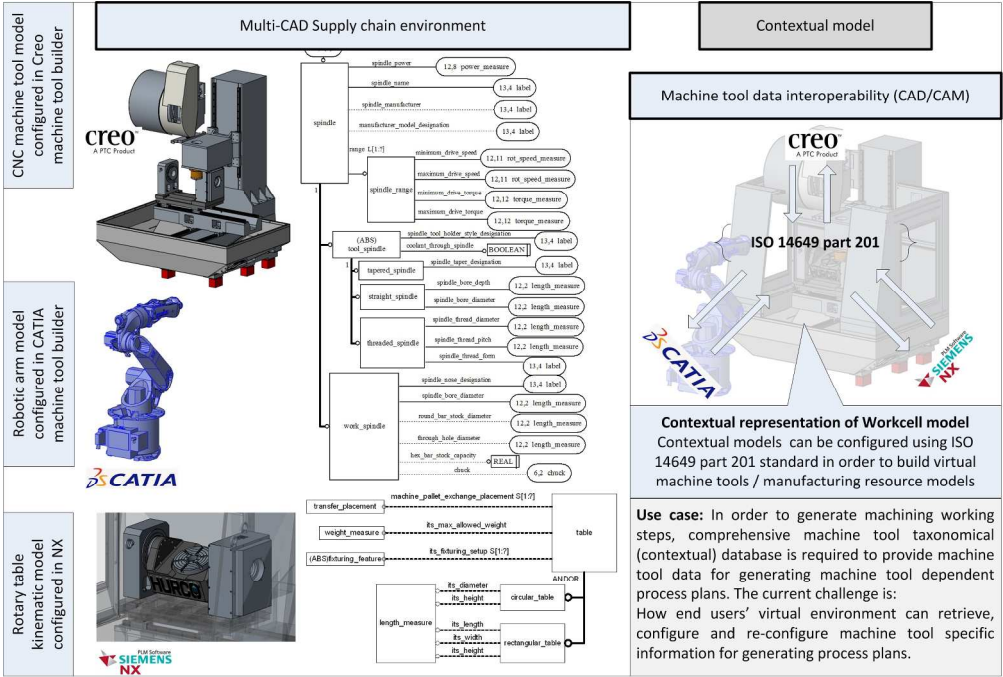 Multi-CAD Supply chain environment
Contextual model
CNC machine tool model
configured in Creo
machine tool builder
creo™
A PTC Product
Robotic arm model
configured in CATIA
machine tool builder
CATIA
Rotary table
kinematic model
configured in NX
HURCO
PLM Software
SIEMENS
NX
spindle
spindle_power
12,8 power_measure
spindle_name
13,4 label
spindle_manufacturer
13,4 label
manufacturer_model_designation
13,4 label
range L[1:?]
spindle_range
minimum_drive_speed
12,11 rot_speed_measure
maximum_drive_speed
12,11 rot_speed_measure
minimum_drive_torque
12,12 torque_measure
maximum_drive_torque
12,12 torque_measure
1
(ABS)
tool_spindle
spindle_tool_holder_style_designation
13,4 label
coolant_through_spindle
BOOLEAN
1
tapered_spindle
spindle_taper_designation
13,4 label
straight_spindle
spindle_bore_depth
12,2 length_measure
spindle_bore_diameter
12,2 length_measure
threaded_spindle
spindle_thread_diameter
12,2 length_measure
spindle_thread_pitch
12,2 length_measure
spindle_thread_form
13,4 label
work_spindle
spindle_nose_designation
13,4 label
spindle_bore_diameter
12,2 length_measure
round_bar_stock_diameter
12,2 length_measure
through_hole_diameter
12,2 length_measure
hex_bar_stock_capacity
REAL
chuck
6,2 chuck
transfer_placement
machine_pallet_exchange_placement S[1:?]
weight_measure
its_max_allowed_weight
(ABS)fixturing_feature
its_fixturing_setup S[1:?]
table
ANDOR
length_measure
its_diameter
its_height
circular_table
its_length
its_width
its_height
rectangular_table
Machine tool data interoperability (CAD/CAM)
creo™
A PTC Product
ISO 14649 part 201
CATIA
PLM Software
SIEMENS
NX
Contextual representation of Workcell model
Contextual models can be configured using ISO
14649 part 201 standard in order to build virtual
machine tools / manufacturing resource models
Use case: In order to generate machining working
steps, comprehensive machine tool taxonomical
(contextual) database is required to provide machine
tool data for generating machine tool dependent
process plans. The current challenge is:
How end users’ virtual environment can retrieve,
configure and re-configure machine tool specific
information for generating process plans.